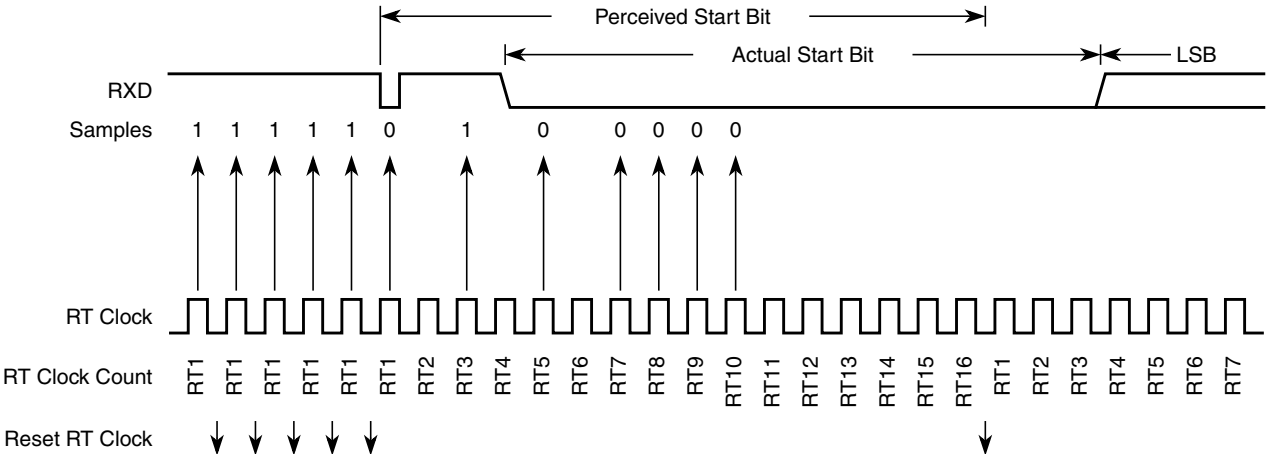 Perceived Start Bit
Actual Start Bit LSB
RXD
Samples 1 1 1 1 1 0 1 0 0 0 0 0
RT Clock
RT Clock Count RT1 RT1 RT1 RT1 RT1 RT1 RT2 RT3 RT4 RT5 RT6 RT7 RT8 RT9 RT10 RT11 RT12 RT13 RT14 RT15 RT16 RT1 RT2 RT3 RT4 RT5 RT6 RT7
Reset RT Clock